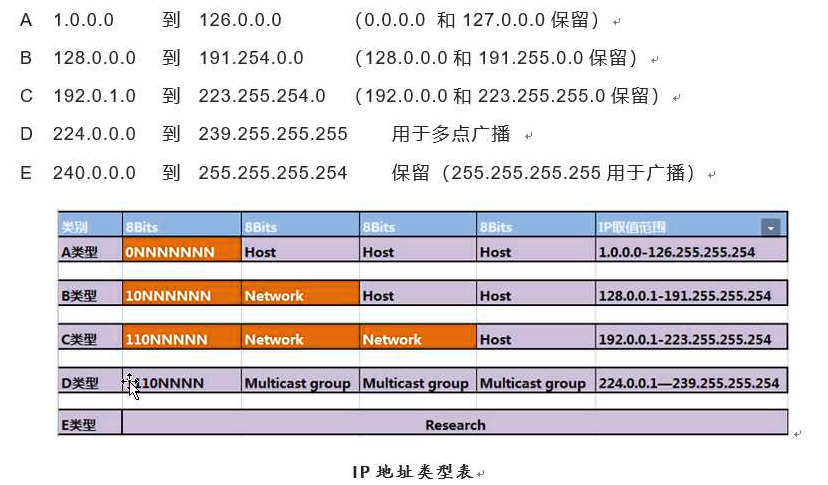 A 1.0.0.0 到 126.0.0.0 （0.0.0.0 和 127.0.0.0 保留）
B 128.0.0.0 到 191.254.0.0 （128.0.0.0 和 191.255.0.0 保留）
C 192.0.1.0 到 223.255.254.0 （192.0.0.0 和 223.255.255.0 保留）
D 224.0.0.0 到 239.255.255.255 用于多点广播
E 240.0.0.0 到 255.255.255.254 保留（255.255.255.255 用于广播）
类别 8Bits 8Bits 8Bits 8Bits IP取值范围
A类型 0NNNNNNN Host Host Host 1.0.0.0-126.255.255.254
B类型 10NNNNNN Network Host Host 128.0.0.1-191.255.255.254
C类型 110NNNNN Network Network Host 192.0.0.1-223.255.255.254
D类型 110NNNN Multicast group Multicast group Multicast group 224.0.0.1—239.255.255.254
E类型 Research
IP 地址类型表